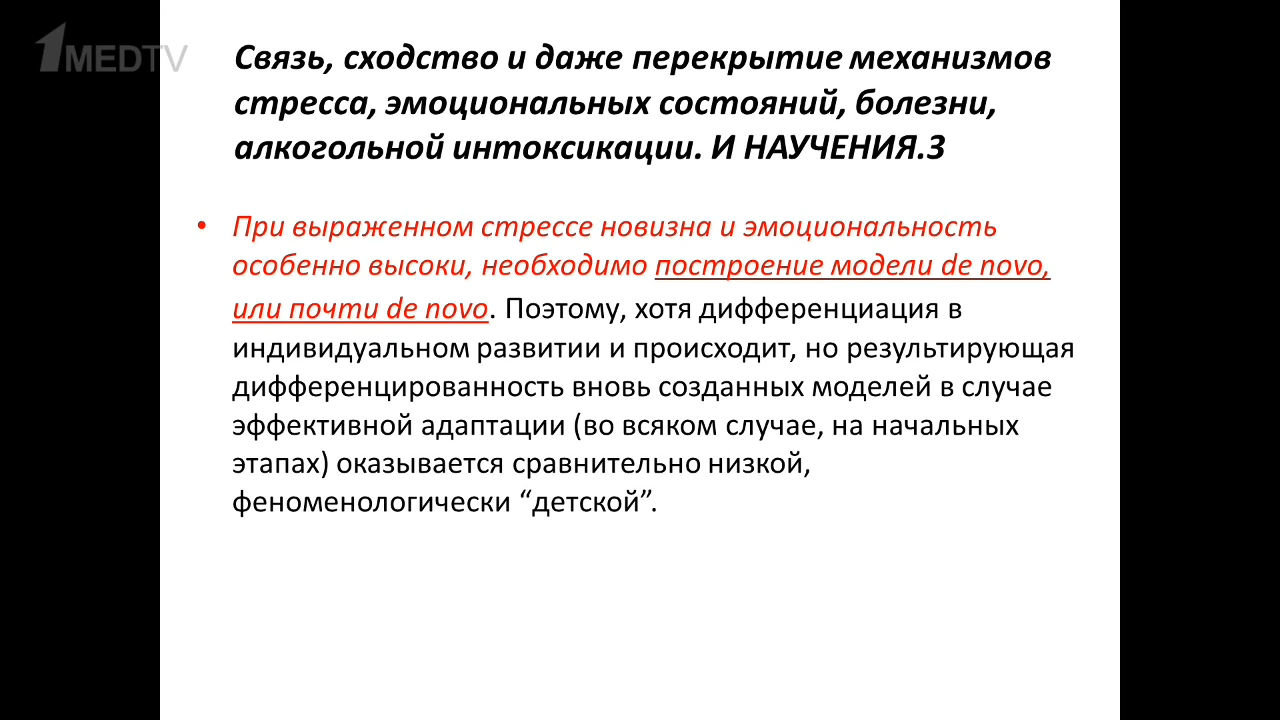 1MEDTV
Связь, сходство и даже перекрытие механизмов
стресса, эмоциональных состояний, болезни,
алкогольной интоксикации. И НАУЧЕНИЯ.3
• При выраженном стрессе новизна и эмоциональность
особенно высоки, необходимо построение модели de novo,
или почти de novo. Поэтому, хотя дифференциация в
индивидуальном развитии и происходит, но результирующая
дифференцированность вновь созданных моделей в случае
эффективной адаптации (во всяком случае, на начальных
этапах) оказывается сравнительно низкой,
феноменологически “детской”.